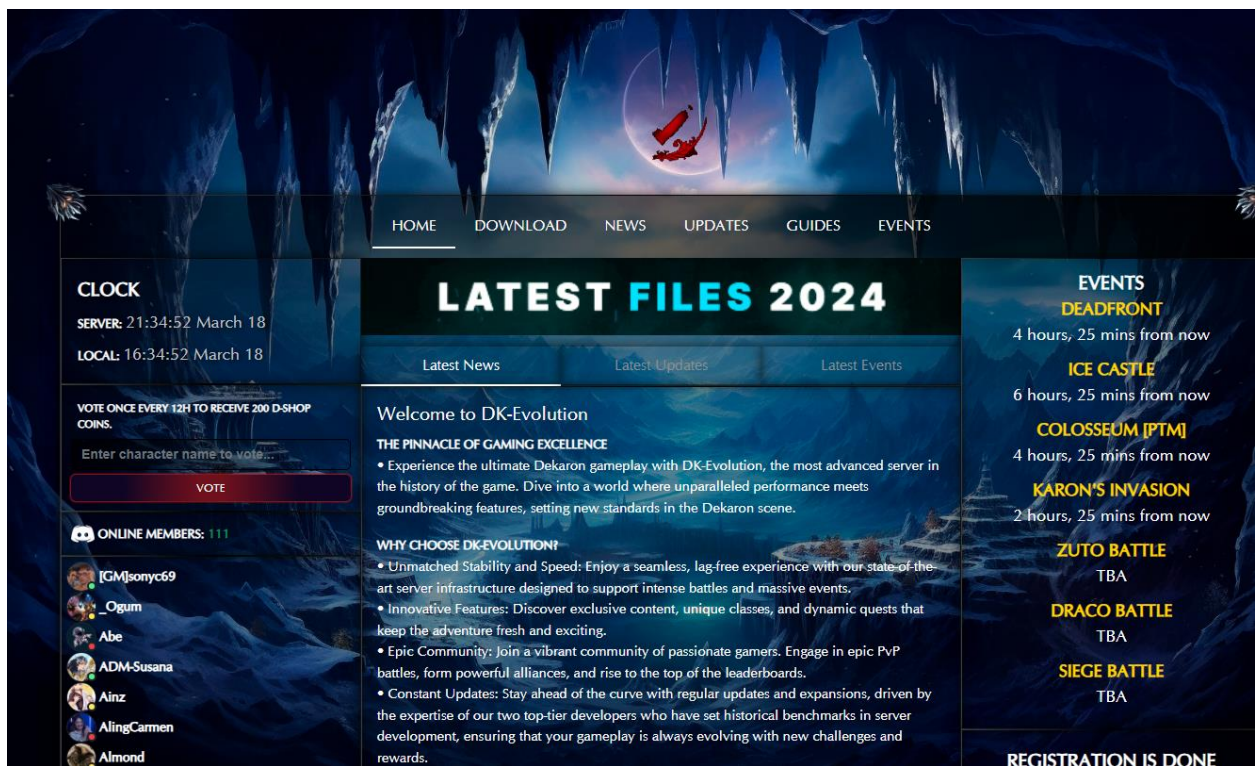 HOME DOWNLOAD NEWS UPDATES GUIDES EVENTS
CLOCK
SERVER: 21:34:52 March 18
LOCAL: 16:34:52 March 18
VOTE ONCE EVERY 12H TO RECEIVE 200 D-SHOP
COINS.
Enter character name to vote...
VOTE
ONLINE MEMBERS: 111
[GM]sonyc69
_Ogum
Abe
ADM-Susana
Ainz
AlingCarmen
Almond
LATEST FILES 2024
Latest News Latest Updates Latest Events
Welcome to DK-Evolution
THE PINNACLE OF GAMING EXCELLENCE
• Experience the ultimate Dekaron gameplay with DK-Evolution, the most advanced server in
the history of the game. Dive into a world where unparalleled performance meets
groundbreaking features, setting new standards in the Dekaron scene.
WHY CHOOSE DK-EVOLUTION?
• Unmatched Stability and Speed: Enjoy a seamless, lag-free experience with our state-of-the-
art server infrastructure designed to support intense battles and massive events.
• Innovative Features: Discover exclusive content, unique classes, and dynamic quests that
keep the adventure fresh and exciting.
• Epic Community: Join a vibrant community of passionate gamers. Engage in epic PvP
battles, form powerful alliances, and rise to the top of the leaderboards.
• Constant Updates: Stay ahead of the curve with regular updates and expansions, driven by
the expertise of our two top-tier developers who have set historical benchmarks in server
development, ensuring that your gameplay is always evolving with new challenges and
rewards.
EVENTS
DEADFRONT
4 hours, 25 mins from now
ICE CASTLE
6 hours, 25 mins from now
COLOSSEUM [PTM]
4 hours, 25 mins from now
KARON'S INVASION
2 hours, 25 mins from now
ZUTO BATTLE
TBA
DRACO BATTLE
TBA
SIEGE BATTLE
TBA
REGISTRATION IS DONE